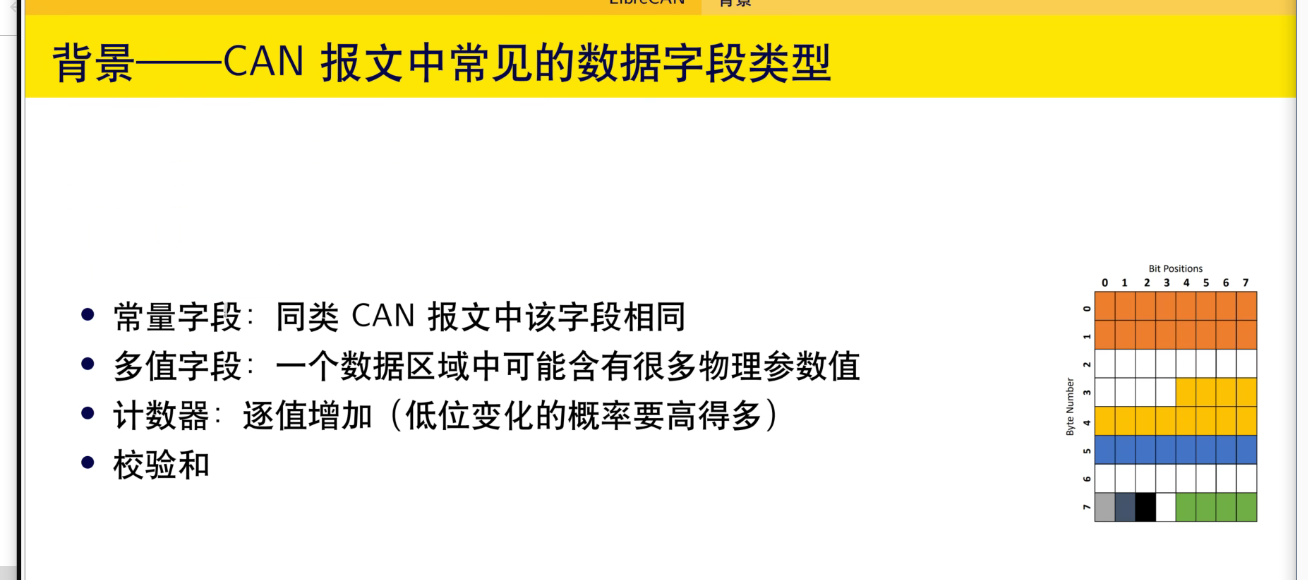 LibreCAN 背景
背景——CAN 报文中常见的数据字段类型
常量字段：同类 CAN 报文中该字段相同
多值字段：一个数据区域中可能含有很多物理参数值
计数器：逐值增加（低位变化的概率要高得多）
校验和
Bit Positions
0 1 2 3 4 5 6 7
Byte Number
0
1
2
3
4
5
6
7